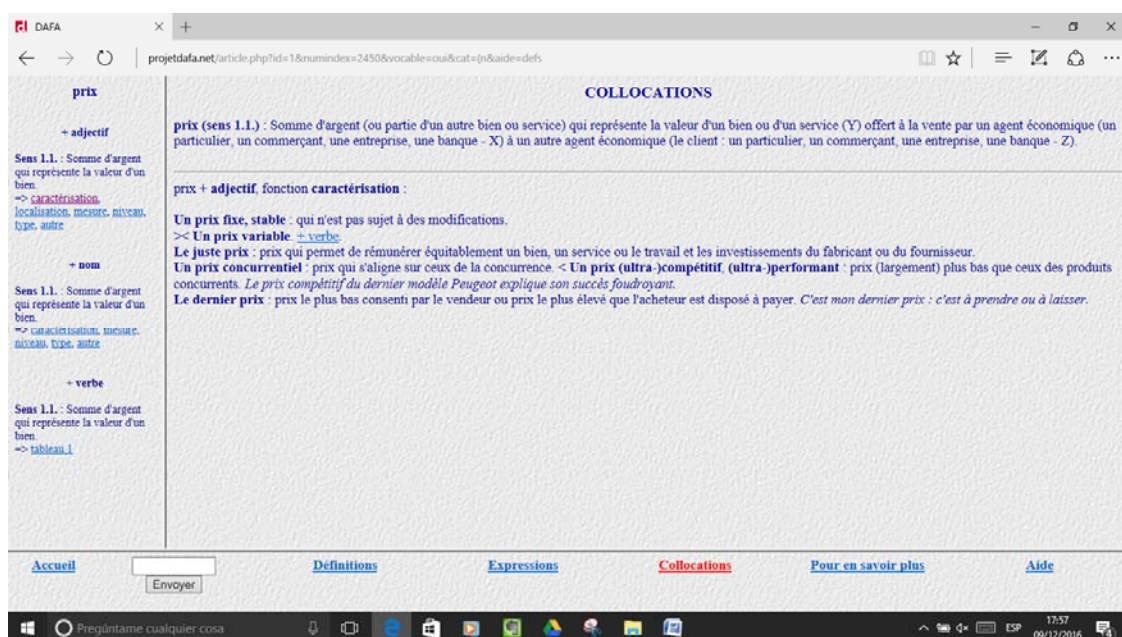 DAFA
projetdafa.net/article.php?id=1&numindex=2450&vocable=oui&cat=(n&aide=defs
prix
+ adjectif
Sens 1.1. : Somme d'argent
qui représente la valeur d'un
bien.
=> caractérisation,
localisation, mesure, niveau,
type, autre
+ nom
Sens 1.1. : Somme d'argent
qui représente la valeur d'un
bien.
=> caractérisation, mesure,
niveau, type, autre
+ verbe
Sens 1.1. : Somme d'argent
qui représente la valeur d'un
bien.
=> tableau 1
COLLOCATIONS
prix (sens 1.1.) : Somme d'argent (ou partie d'un autre bien ou service) qui représente la valeur d'un bien ou d'un service (Y) offert à la vente par un agent économique (un
particulier, un commerçant, une entreprise, une banque - X) à un autre agent économique (le client : un particulier, un commerçant, une entreprise, une banque - Z).
prix + adjectif, fonction caractérisation :
Un prix fixe, stable : qui n'est pas sujet à des modifications.
>< Un prix variable. + verbe.
Le juste prix : prix qui permet de rémunérer équitablement un bien, un service ou le travail et les investissements du fabricant ou du fournisseur.
Un prix concurrentiel : prix qui s'aligne sur ceux de la concurrence. < Un prix (ultra-)compétitif, (ultra-)performant : prix (largement) plus bas que ceux des produits
concurrents. Le prix compétitif du dernier modèle Peugeot explique son succès foudroyant.
Le dernier prix : prix le plus bas consenti par le vendeur ou prix le plus élevé que l'acheteur est disposé à payer. C'est mon dernier prix : c'est à prendre ou à laisser.
Accueil
Envoyer
Définitions
Expressions
Collocations
Pour en savoir plus
Aide
Pregúntame cualquier cosa
ESP
17:57
09/12/2016